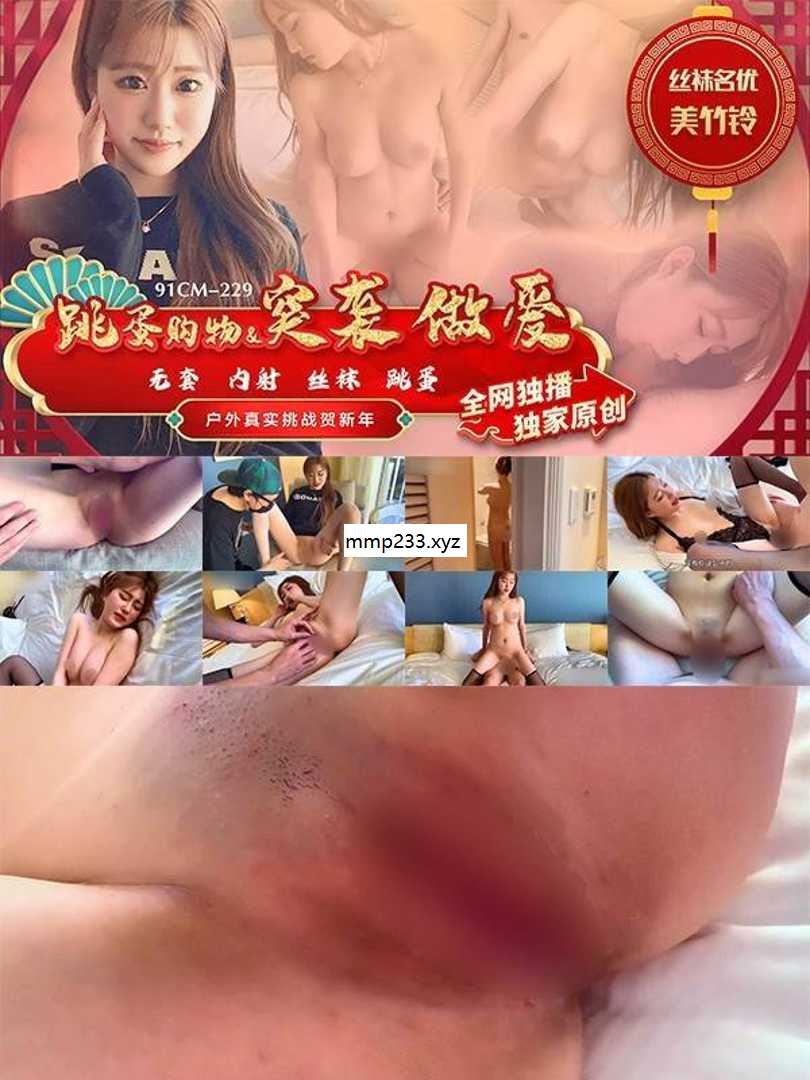 丝袜名优
美竹铃
91CM-229
跳蛋购物&突袭做爱
无套 内射 丝袜 跳蛋
全网独播
独家原创
户外真实挑战贺新年
mmp233.xyz